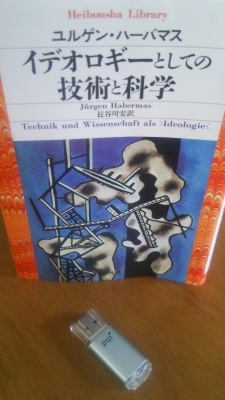 Heibonsha Library
ユルゲン・ハーバマス
イデオロギーとしての
技術と科学
Jürgen Habermas
長谷川宏訳
Technik und Wissenschaft als ›Ideologie‹
pqi